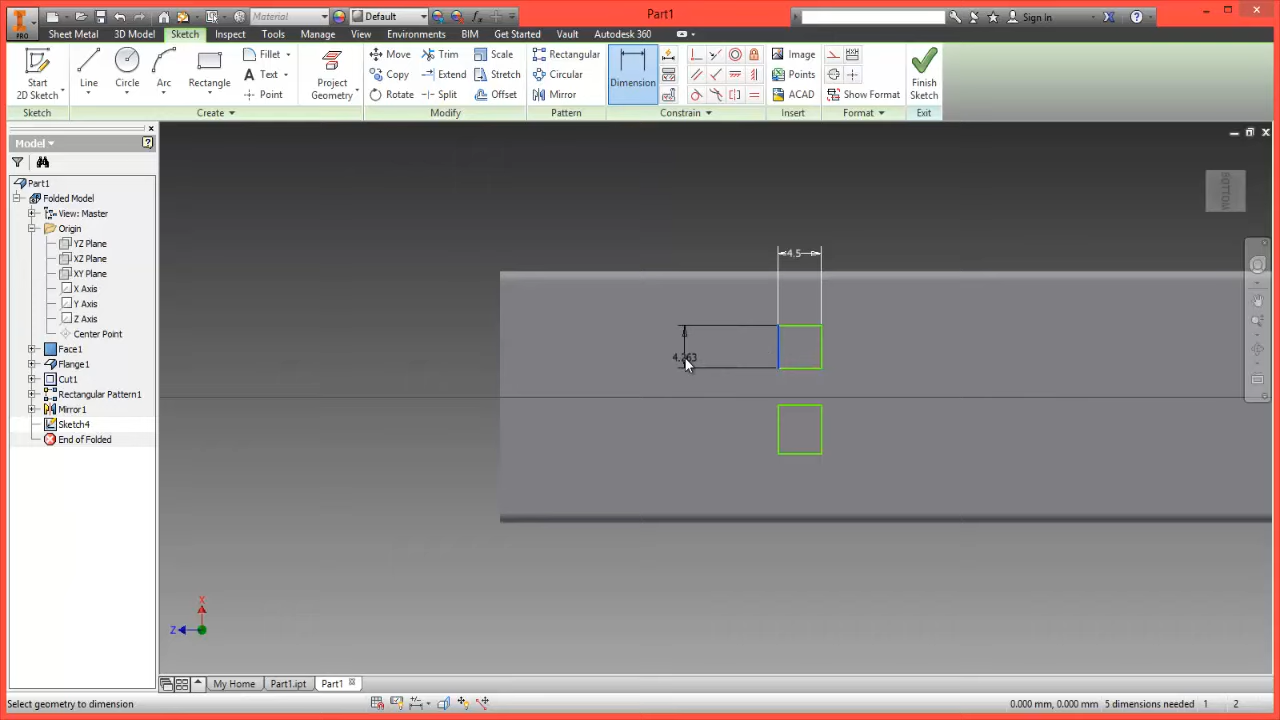 Material
Default
Part1
Sign In
PRO
Sheet Metal 3D Model Sketch Inspect Tools Manage View Environments BIM Get Started Vault Autodesk 360
Start 2D Sketch
Line
Circle
Arc
Rectangle
Fillet
Text
Point
Project Geometry
Move
Copy
Rotate
Trim
Extend
Split
Scale
Stretch
Offset
Rectangular
Circular
Mirror
Dimension
Image
Points
ACAD
Show Format
Finish Sketch
Sketch Create Modify Pattern Constrain Insert Format Exit
Model
Part1
Folded Model
View: Master
Origin
YZ Plane
XZ Plane
XY Plane
X Axis
Y Axis
Z Axis
Center Point
Face1
Flange1
Cut1
Rectangular Pattern1
Mirror1
Sketch4
End of Folded
BOTTOM
4.5
4.263
X
Z
My Home Part1.ipt Part1
Select geometry to dimension
0.000 mm, 0.000 mm 5 dimensions needed 1 2